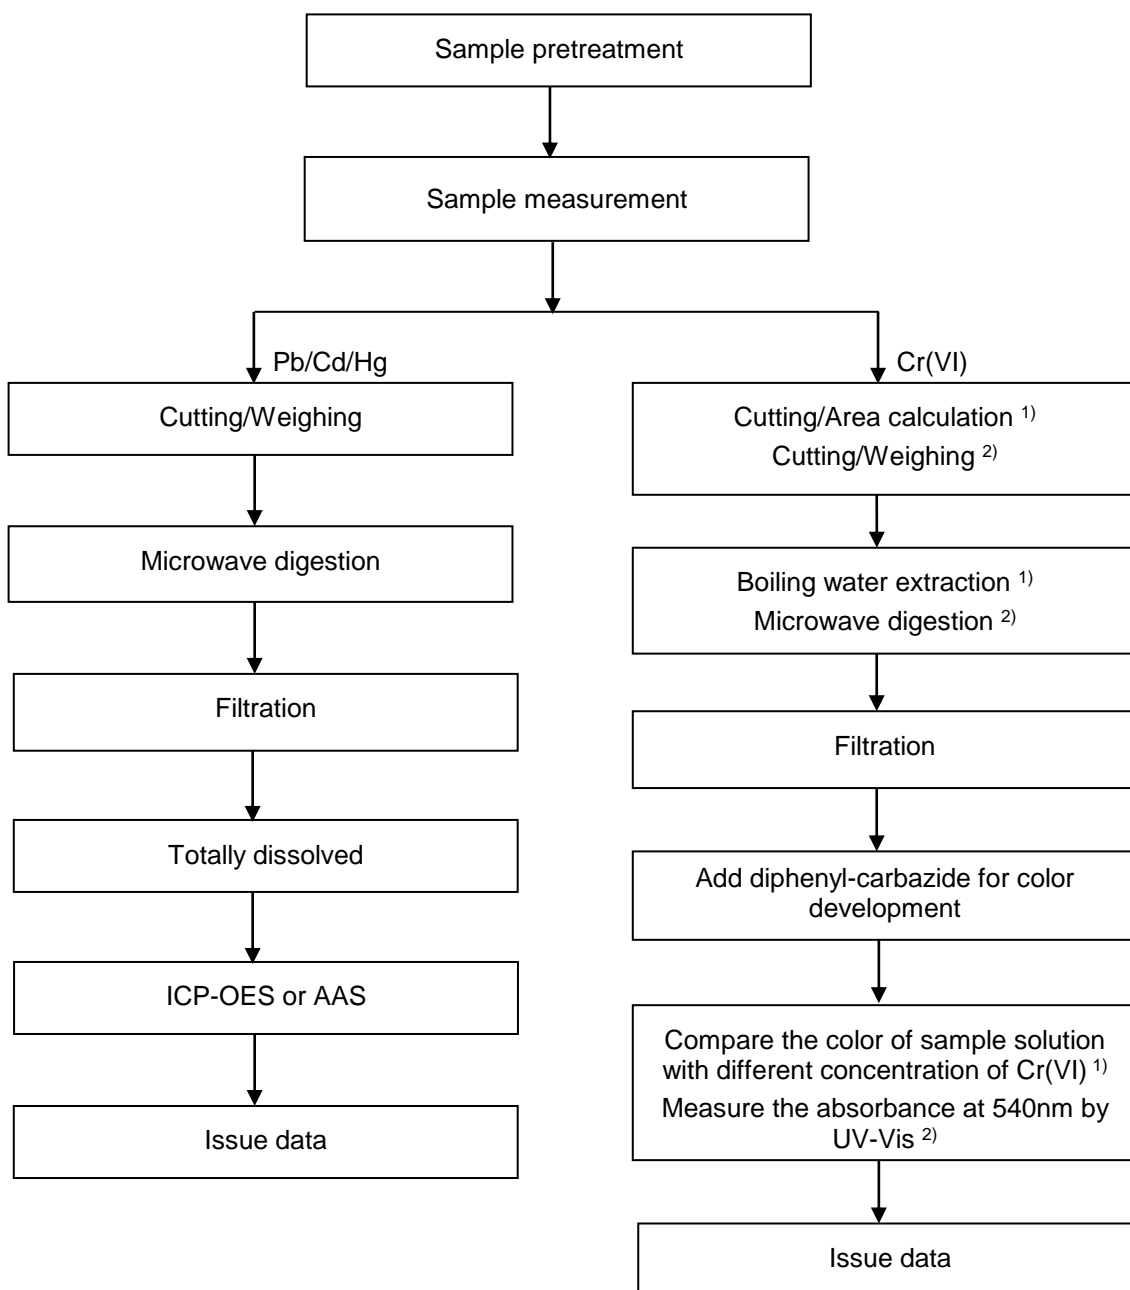 Sample pretreatment
Sample measurement
Pb/Cd/Hg
Cutting/Weighing
Microwave digestion
Filtration
Totally dissolved
ICP-OES or AAS
Issue data
Cr(VI)
Cutting/Area calculation 1)
Cutting/Weighing 2)
Boiling water extraction 1)
Microwave digestion 2)
Filtration
Add diphenyl-carbazide for color
development
Compare the color of sample solution
with different concentration of Cr(VI) 1)
Measure the absorbance at 540nm by
UV-Vis 2)
Issue data